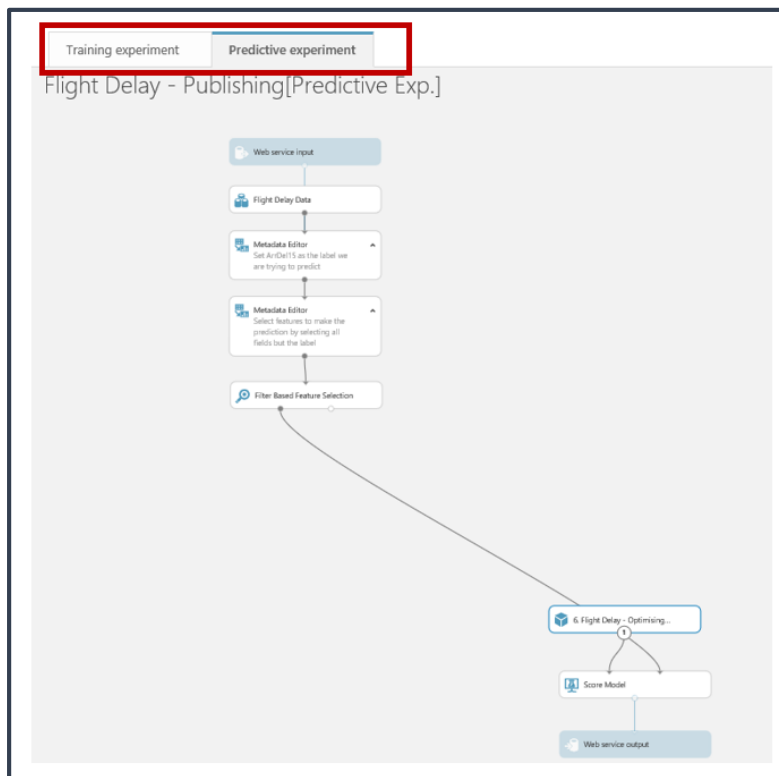 Training experiment
Predictive experiment
Flight Delay - Publishing[Predictive Exp.]
Web service input
Flight Delay Data
Metadata Editor
Set ArrDel15 as the label we
are trying to predict
Metadata Editor
Select features to make the
prediction by selecting all
fields but the label
Filter Based Feature Selection
6. Flight Delay - Optimising...
1
Score Model
Web service output